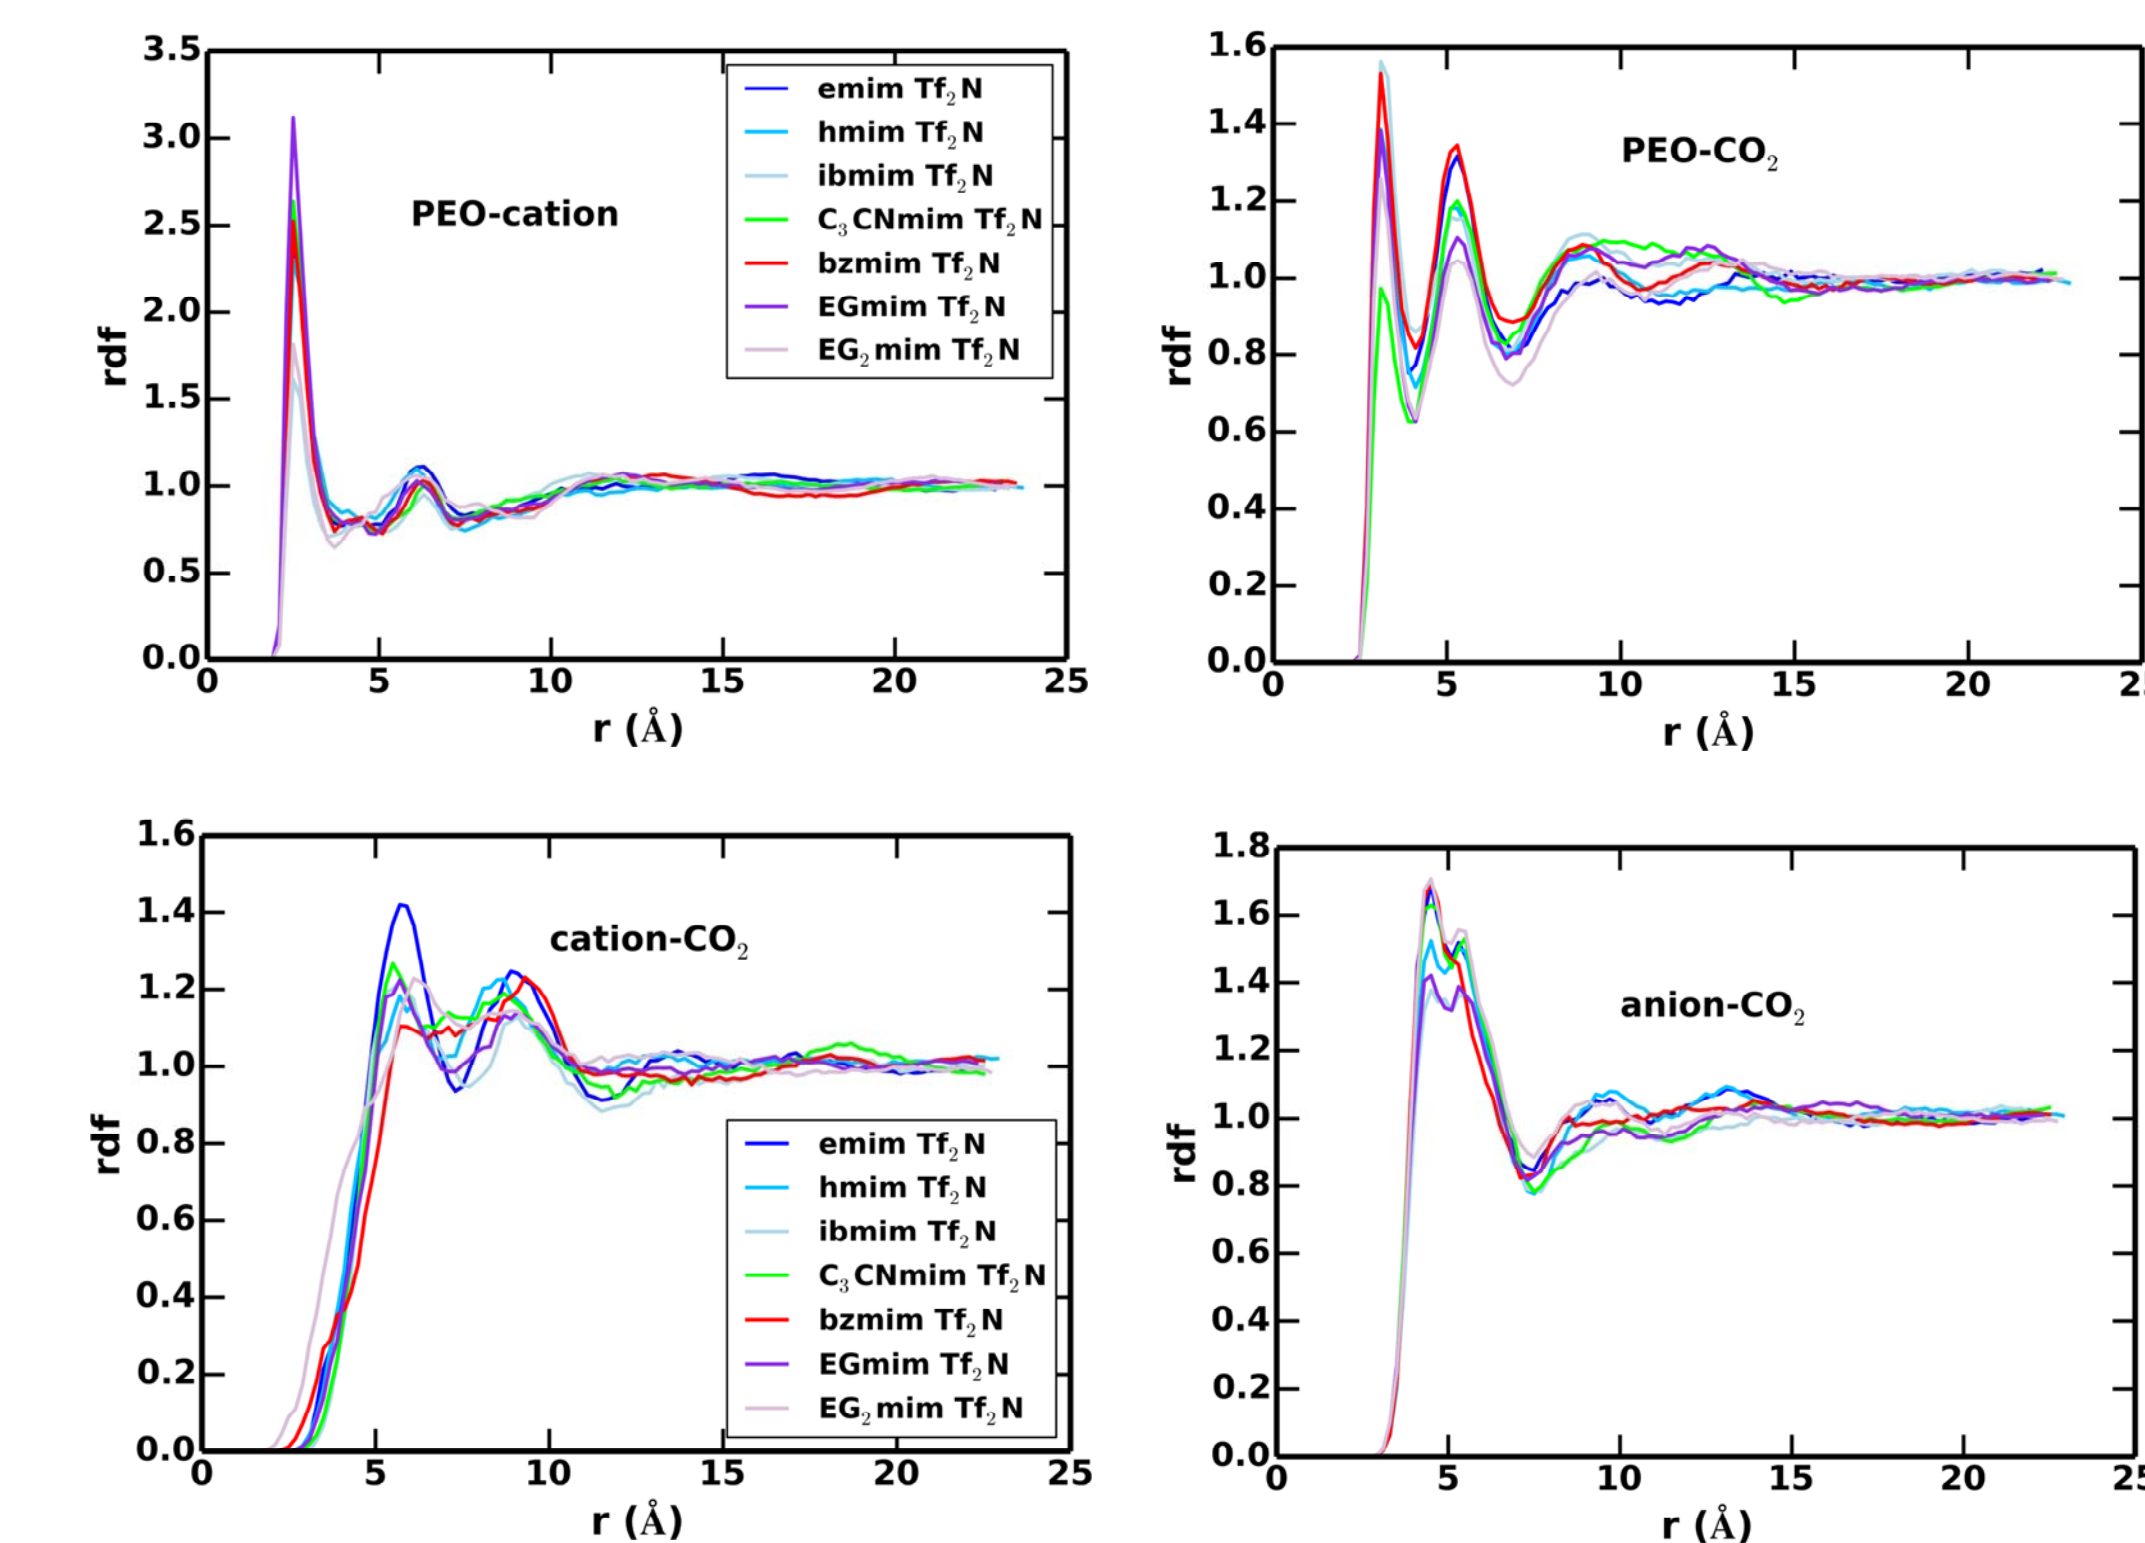 3.5
3.0
2.5
2.0
1.5
1.0
0.5
0.0
0 5 10 15 20 25
rdf
r (Å)
PEO-cation
emim Tf₂N
hmim Tf₂N
ibmim Tf₂N
C₃CNmim Tf₂N
bzmim Tf₂N
EGmim Tf₂N
EG₂mim Tf₂N
1.6
1.4
1.2
1.0
0.8
0.6
0.4
0.2
0.0
0 5 10 15 20
rdf
r (Å)
PEO-CO₂
1.6
1.4
1.2
1.0
0.8
0.6
0.4
0.2
0.0
0 5 10 15 20 25
rdf
r (Å)
cation-CO₂
emim Tf₂N
hmim Tf₂N
ibmim Tf₂N
C₃CNmim Tf₂N
bzmim Tf₂N
EGmim Tf₂N
EG₂mim Tf₂N
1.8
1.6
1.4
1.2
1.0
0.8
0.6
0.4
0.2
0.0
0 5 10 15 20 25
rdf
r (Å)
anion-CO₂